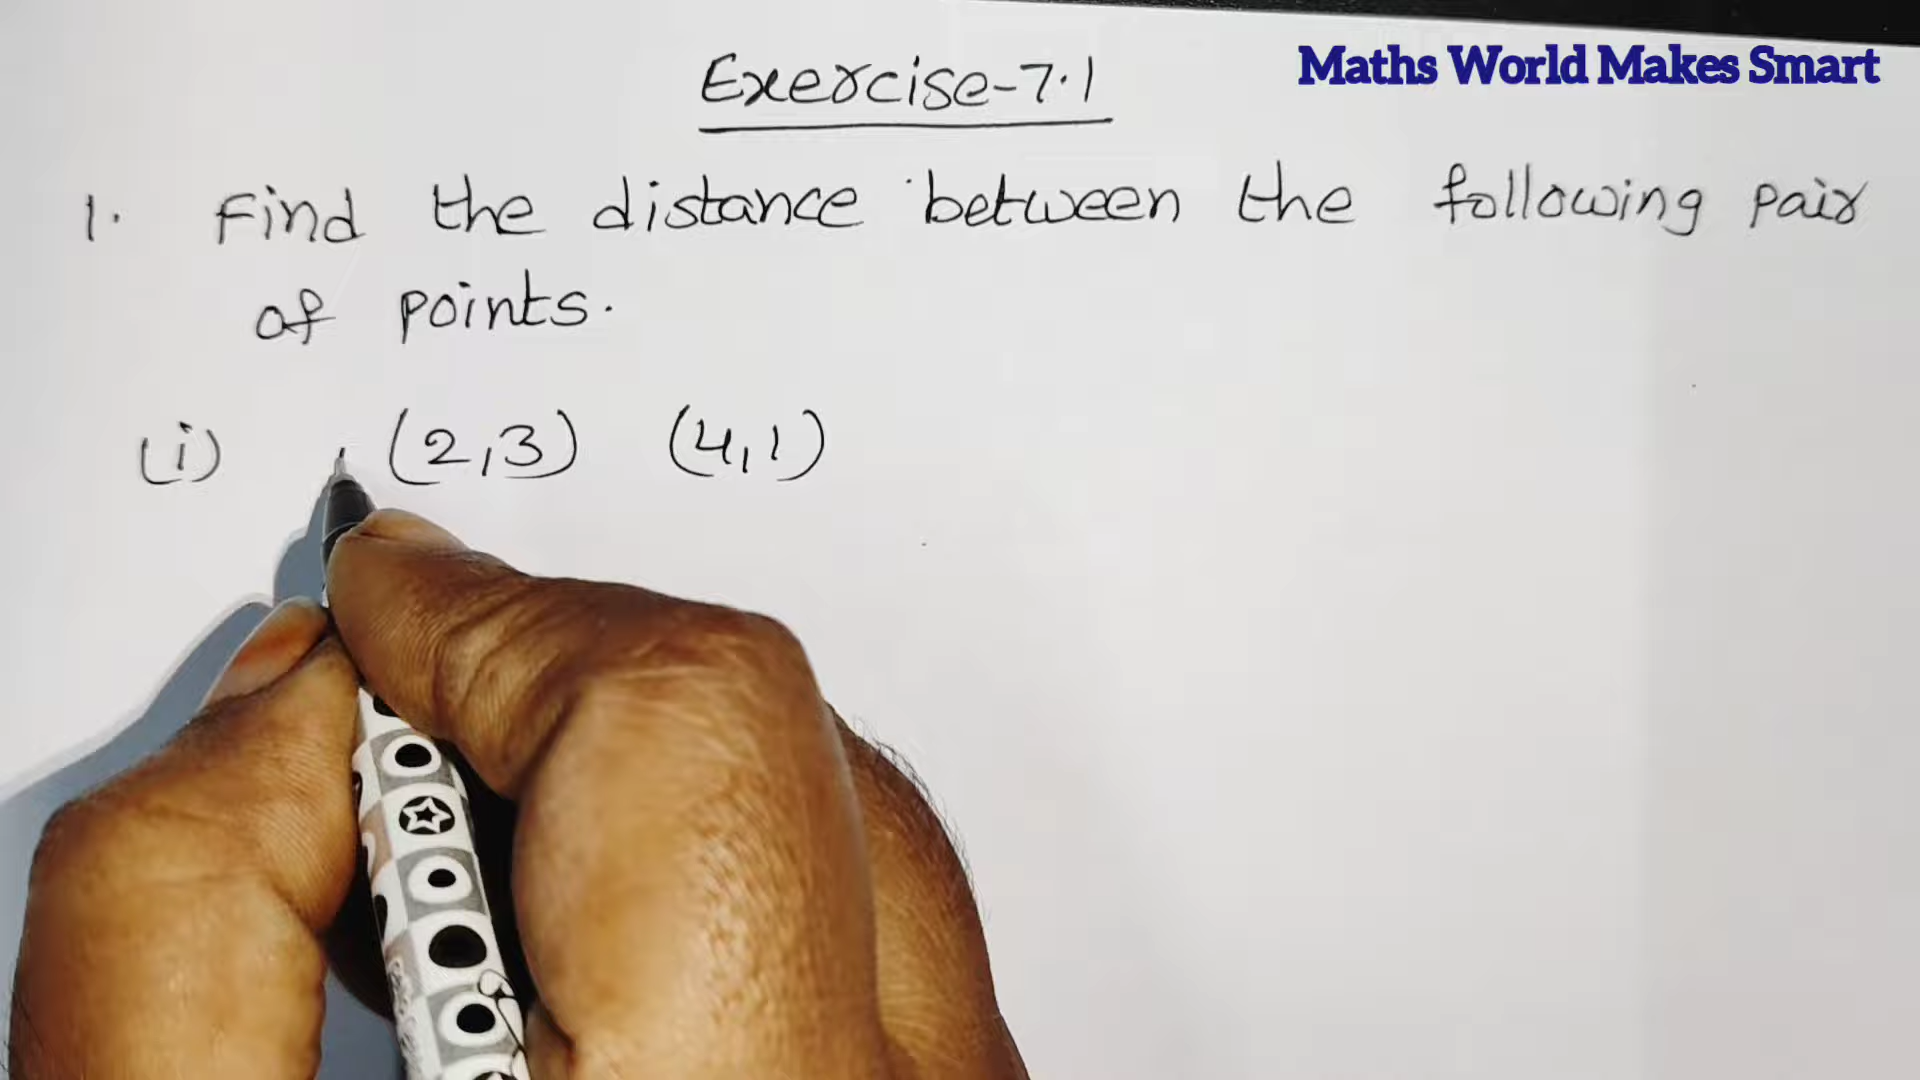 Exercise-7.1
Maths World Makes Smart
1. Find the distance between the following pair
of points.
(i) (2,3) (4,1)